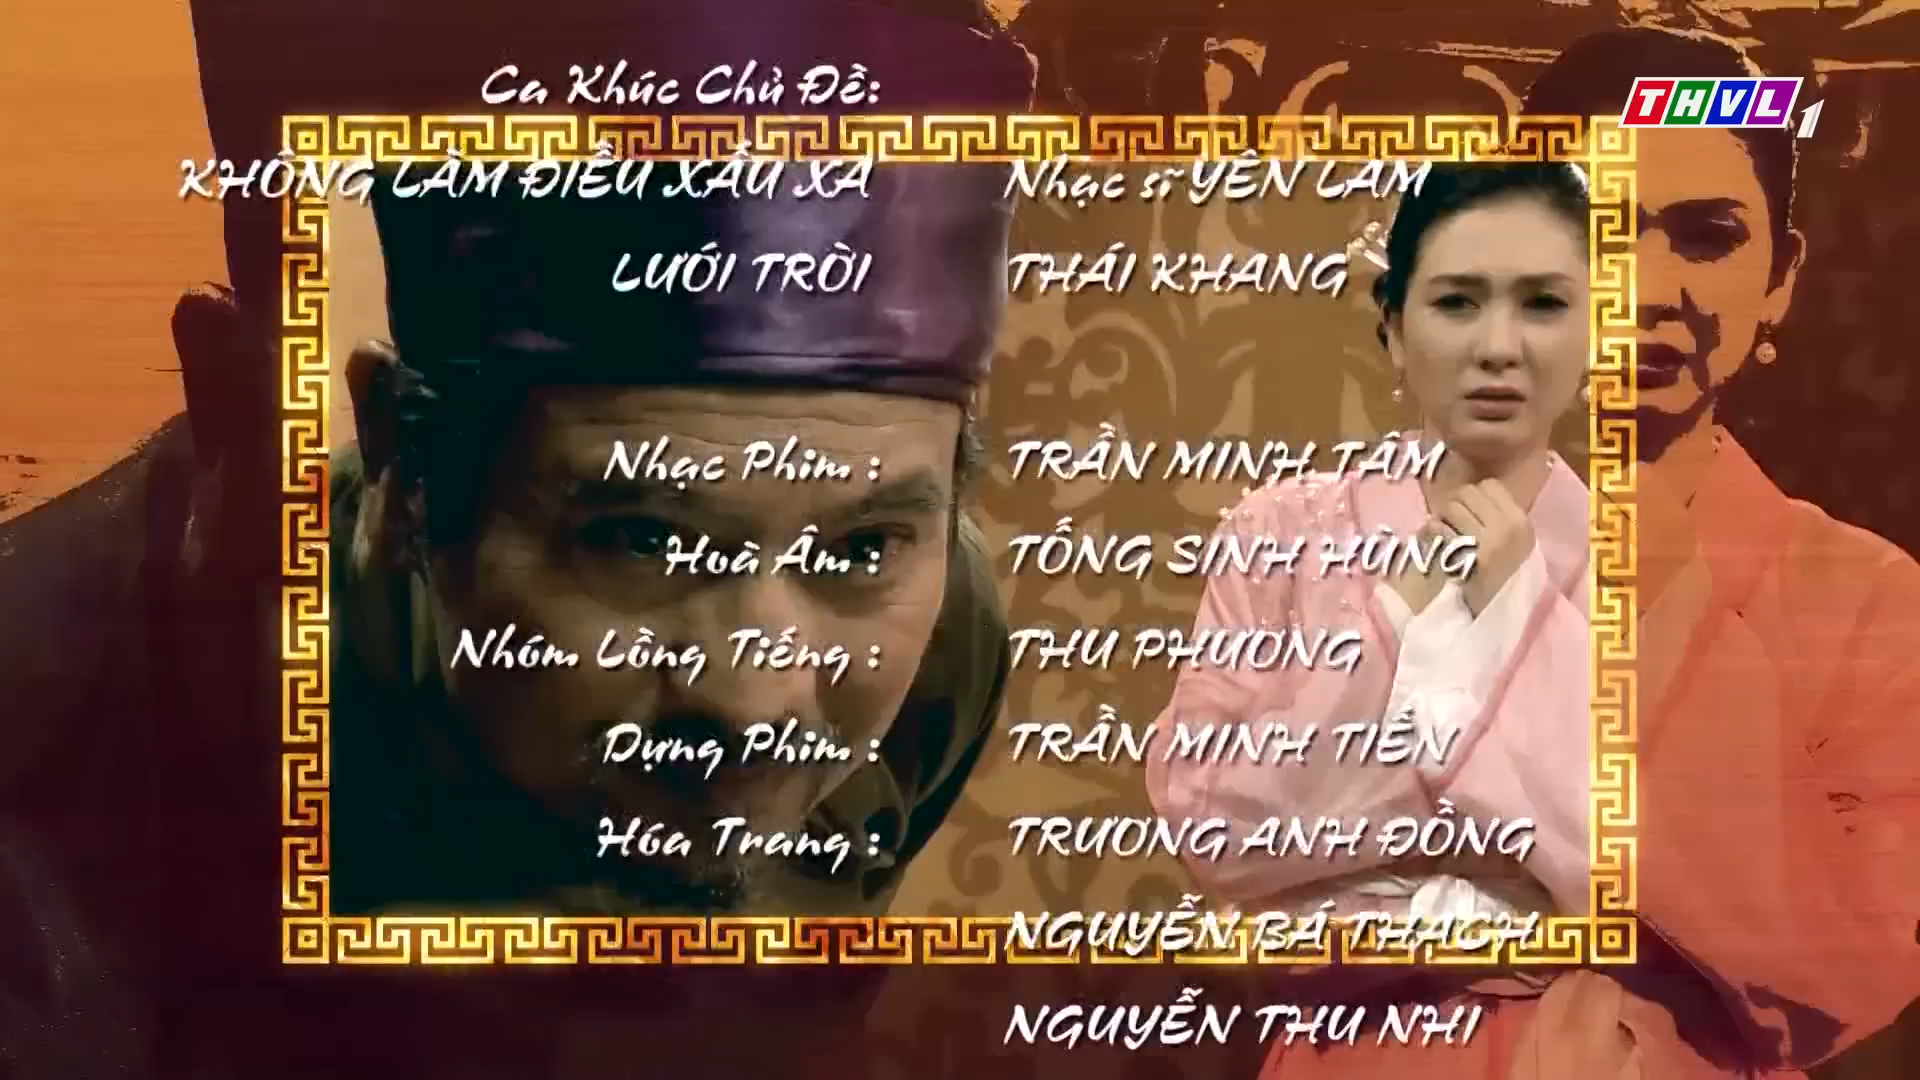 Ca Khúc Chủ Đề:
THVL1
KHÔNG LÀM ĐIỀU XẤU XA Nhạc sĩ YÊN LAM
LƯỚI TRỜI THÁI KHANG
Nhạc Phim : TRẦN MINH TÂM
Hoà Âm : TỐNG SINH HÙNG
Nhóm Lồng Tiếng : THU PHƯƠNG
Dựng Phim : TRẦN MINH TIẾN
Hóa Trang : TRƯƠNG ANH ĐỒNG
NGUYỄN BÁ THẠCH
NGUYỄN THU NHI